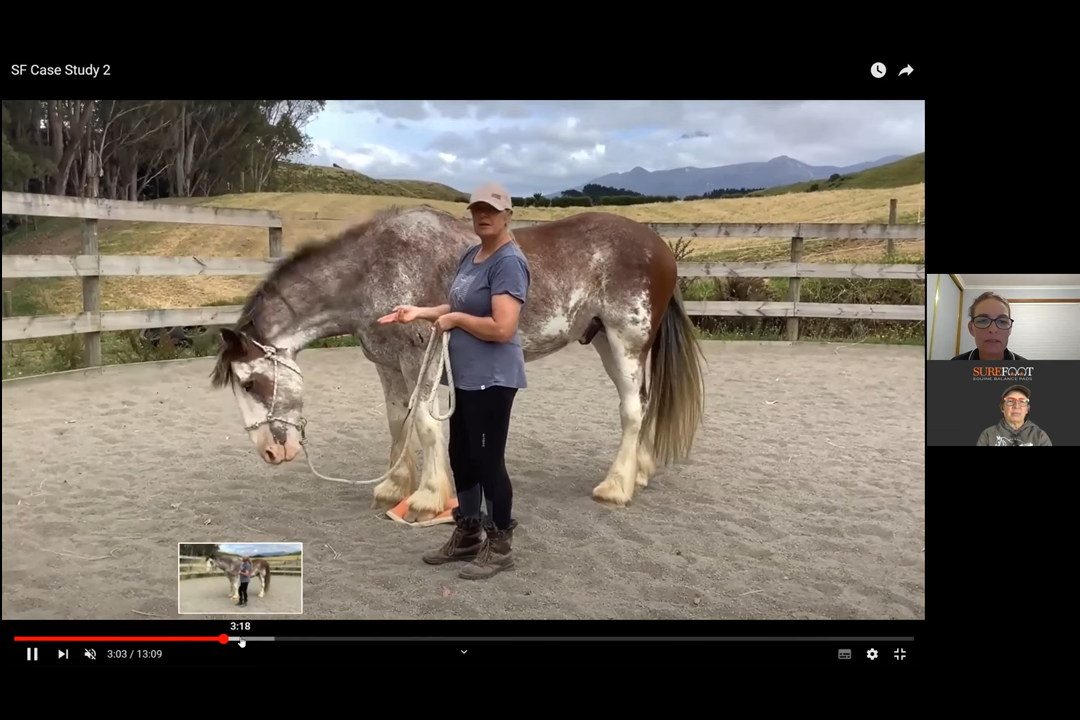 SF Case Study 2
SUREFOOT
EQUINE BALANCE PADS
3:18
3:03 / 13:09